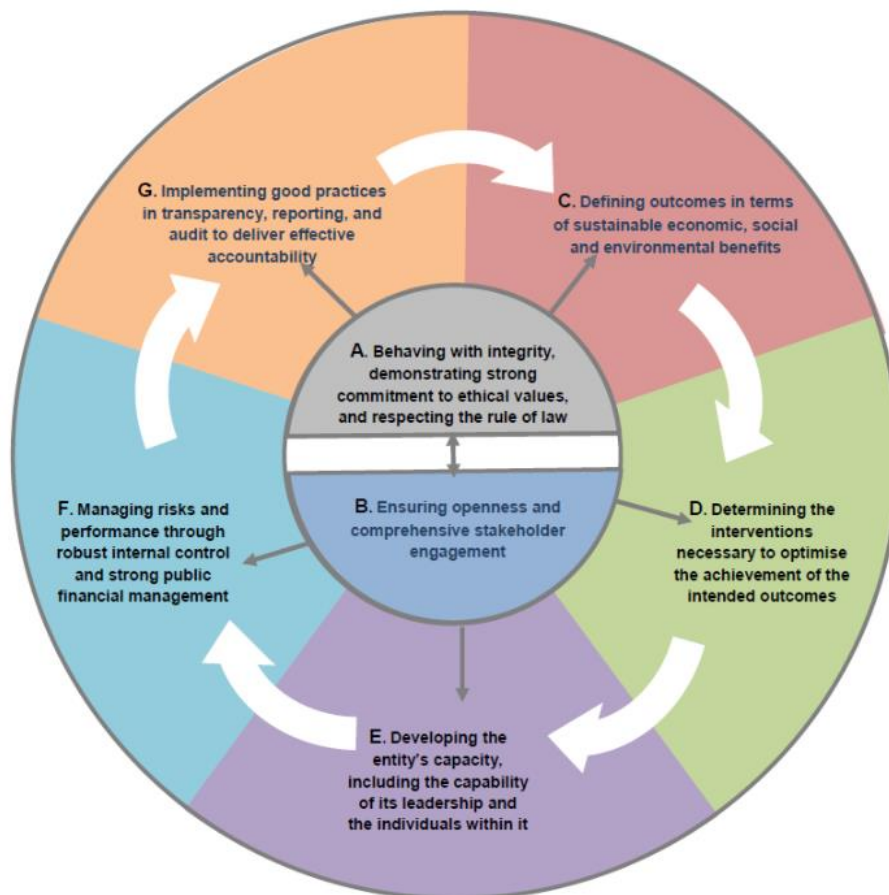 A. Behaving with integrity,
demonstrating strong
commitment to ethical values,
and respecting the rule of law
B. Ensuring openness and
comprehensive stakeholder
engagement
C. Defining outcomes in terms
of sustainable economic, social
and environmental benefits
D. Determining the
interventions
necessary to optimise
the achievement of the
intended outcomes
E. Developing the
entity's capacity,
including the capability
of its leadership and
the individuals within it
F. Managing risks and
performance through
robust internal control
and strong public
financial management
G. Implementing good practices
in transparency, reporting, and
audit to deliver effective
accountability